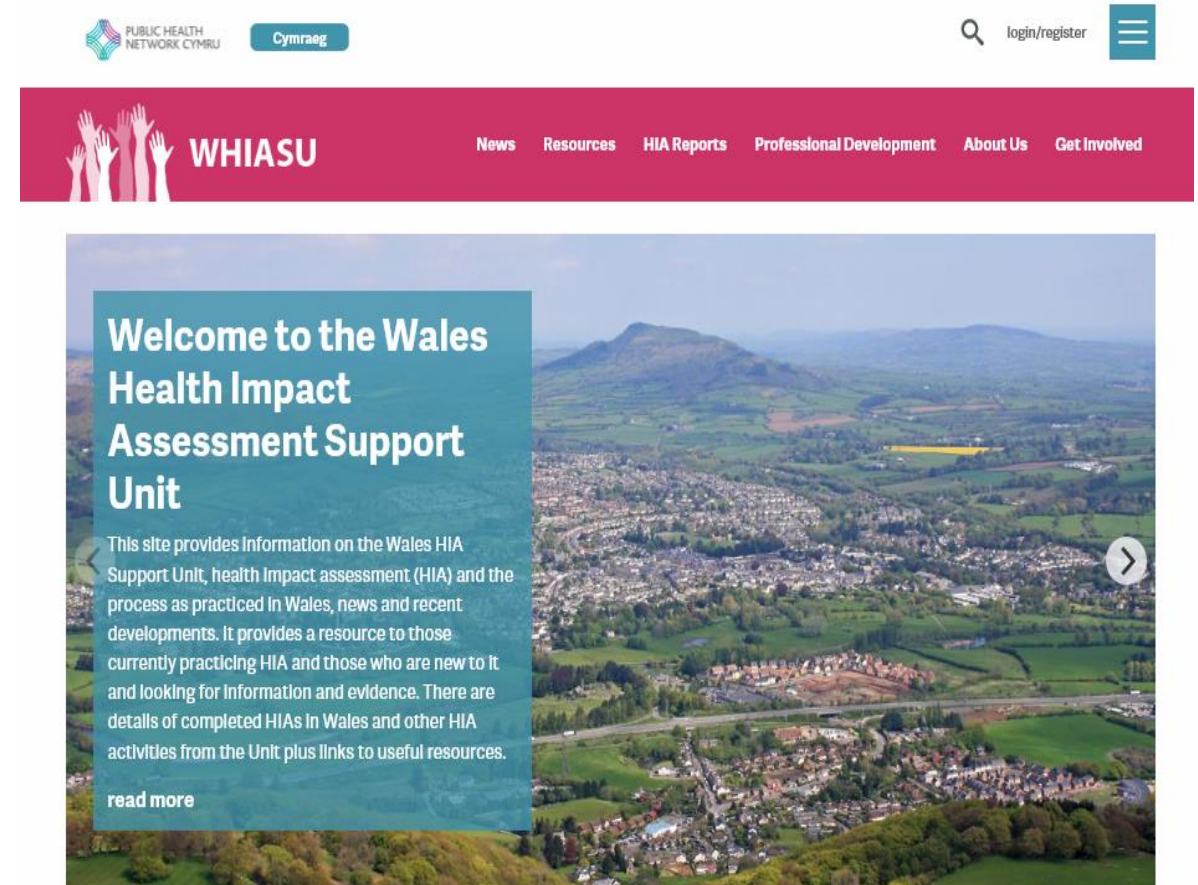 PUBLIC HEALTH
NETWORK CYMRU
Cymraeg
login/register
WHIASU
News Resources HIA Reports Professional Development About Us Get Involved
Welcome to the Wales
Health Impact
Assessment Support
Unit
This site provides information on the Wales HIA
Support Unit, health impact assessment (HIA) and the
process as practiced in Wales, news and recent
developments. It provides a resource to those
currently practicing HIA and those who are new to it
and looking for information and evidence. There are
details of completed HIAs in Wales and other HIA
activities from the Unit plus links to useful resources.
read more